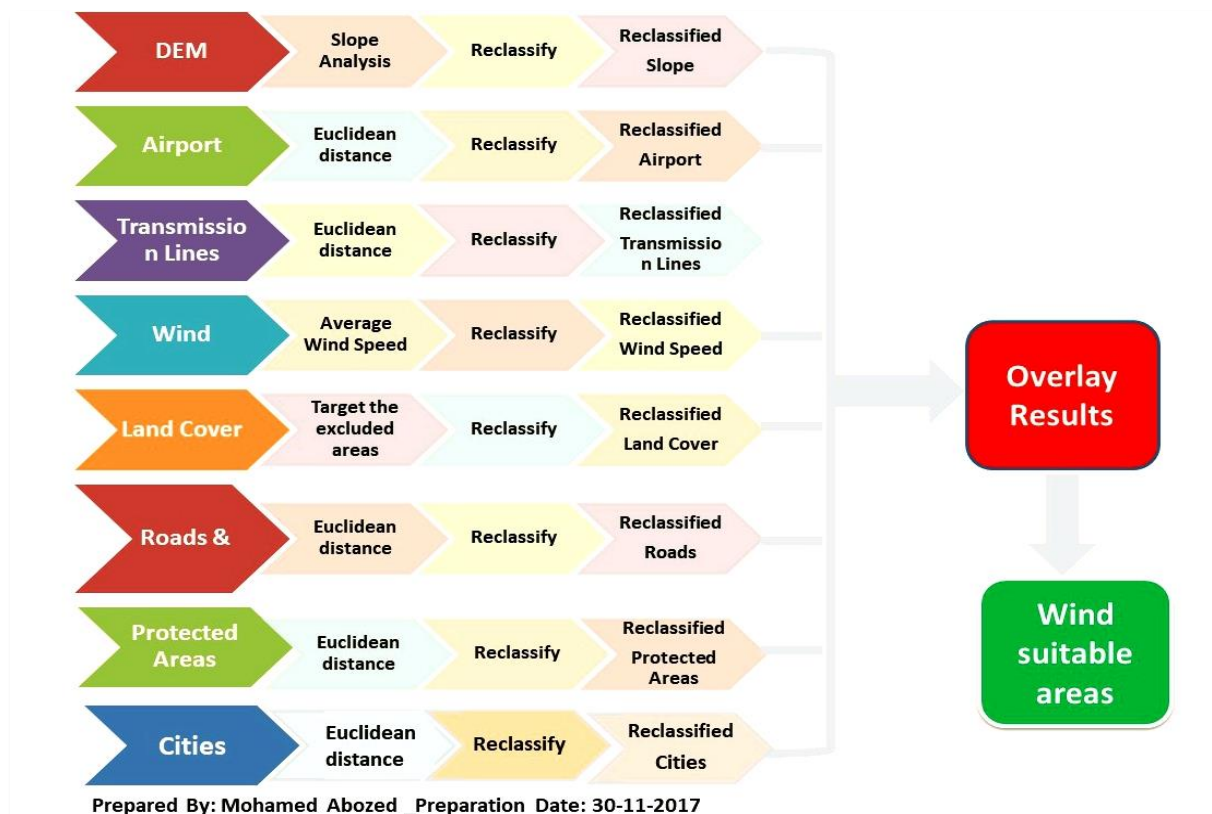 DEM
Slope
Analysis
Reclassify
Reclassified
Slope
Airport
Euclidean
distance
Reclassify
Reclassified
Airport
Transmissio
n Lines
Euclidean
distance
Reclassify
Reclassified
Transmissio
n Lines
Wind
Average
Wind Speed
Reclassify
Reclassified
Wind Speed
Land Cover
Target the
excluded
areas
Reclassify
Reclassified
Land Cover
Roads &
Euclidean
distance
Reclassify
Reclassified
Roads
Protected
Areas
Euclidean
distance
Reclassify
Reclassified
Protected
Areas
Cities
Euclidean
distance
Reclassify
Reclassified
Cities
Overlay
Results
Wind
suitable
areas
Prepared By: Mohamed Abozed _Preparation Date: 30-11-2017